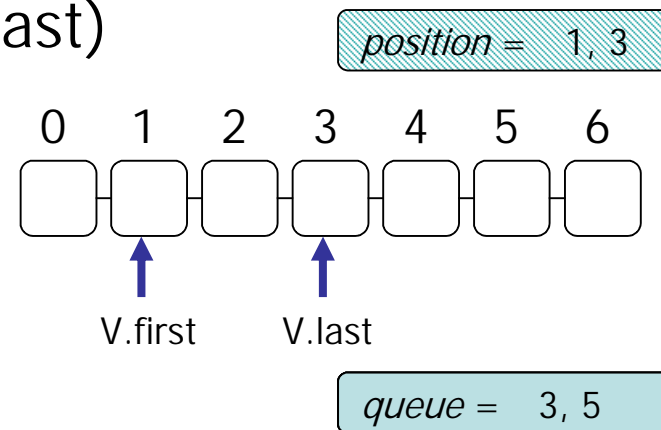 ast)
position = 1, 3
0 1 2 3 4 5 6
V.first V.last
queue = 3, 5